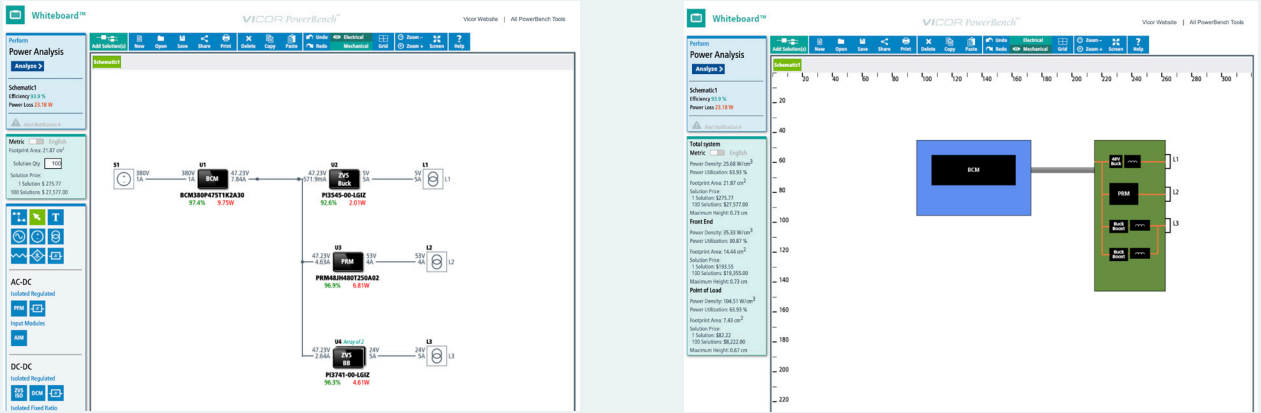 Whiteboard™
VICOR PowerBench™
Vicor Website | All PowerBench Tools
Perform
Power Analysis
Analyze >
Schematic1
Efficiency 93.9 %
Power Loss 23.18 W
Alert Notification
Metric English
Footprint Area: 21.87 cm²
Solution Qty 100
Solution Price:
1 Solution $ 275.77
100 Solutions $ 27,577.00
T
AC-DC
Isolated Regulated
PFM
Input Modules
AIM
DC-DC
Isolated Regulated
ZVS ISO DCM
Isolated Fixed Ratio
Add Solution(s) New Open Save Share Print Delete Copy Paste Undo Redo Electrical Mechanical Grid Zoom – Zoom + Screen Help
Schematic1
S1
380V
1A
U1
380V
1A
BCM
47.23V
7.84A
BCM380P475T1K2A30
97.4% 9.75W
U2
47.23V
571.9mA
ZVS
Buck
5V
5A
PI3545-00-LGIZ
92.6% 2.01W
L1
5V
5A
L1
U3
47.23V
4.63A
PRM
53V
4A
PRM48JH480T250A02
96.9% 6.81W
L2
53V
4A
L2
U4 Array of 2
47.23V
2.64A
ZVS
BB
24V
5A
PI3741-00-LGIZ
96.3% 4.61W
L3
24V
5A
L3
Whiteboard™
VICOR PowerBench™
Vicor Website | All PowerBench Tools
Perform
Power Analysis
Analyze >
Schematic1
Efficiency 93.9 %
Power Loss 23.18 W
Alert Notification
Total system
Metric English
Power Density: 25.68 W/cm³
Power Utilization: 63.93 %
Footprint Area: 21.87 cm²
Solution Price:
1 Solution: $275.77
100 Solutions: $27,577.00
Maximum Height: 0.73 cm
Front End
Power Density: 35.33 W/cm³
Power Utilization: 30.87 %
Footprint Area: 14.44 cm²
Solution Price:
1 Solution: $193.55
100 Solutions: $19,355.00
Maximum Height: 0.73 cm
Point of Load
Power Density: 104.51 W/cm³
Power Utilization: 63.93 %
Footprint Area: 7.43 cm²
Solution Price:
1 Solution: $82.22
100 Solutions: $8,222.00
Maximum Height: 0.67 cm
Add Solution(s) New Open Save Share Print Delete Copy Paste Undo Redo Electrical Mechanical Grid Zoom – Zoom + Screen Help
Schematic1
20 40 60 80 100 120 140 160 180 200 220 240 260 280 300
20
40
60
80
100
120
140
160
180
200
220
BCM
48V
Buck
L1
PRM
L2
Buck
Boost
L3
Buck
Boost